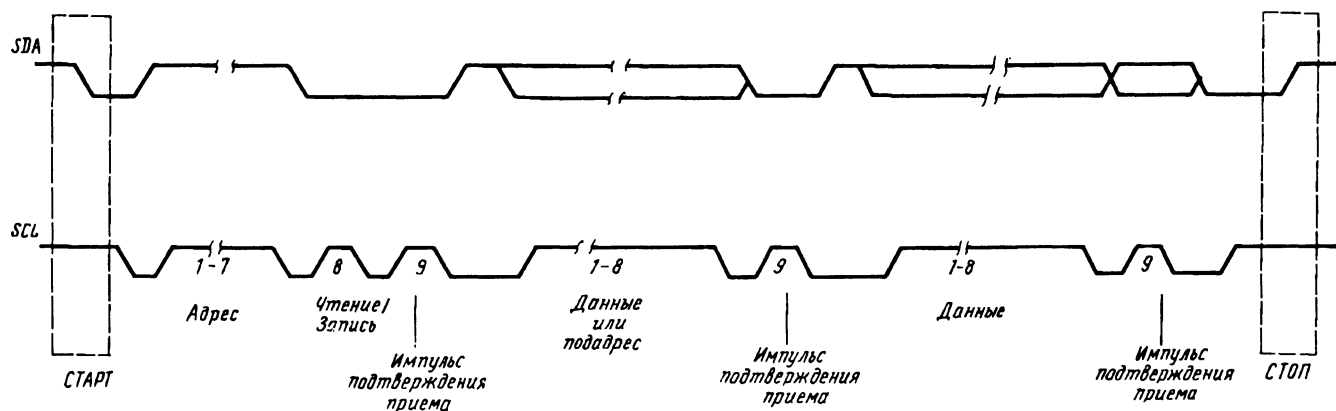 SDA
SCL
1-7
8
9
1-8
9
1-8
9
Адрес
Чтение/
Запись
Данные
или
подадрес
Данные
Импульс
подтверждения
приема
Импульс
подтверждения
приема
Импульс
подтверждения
приема
СТАРТ
СТОП